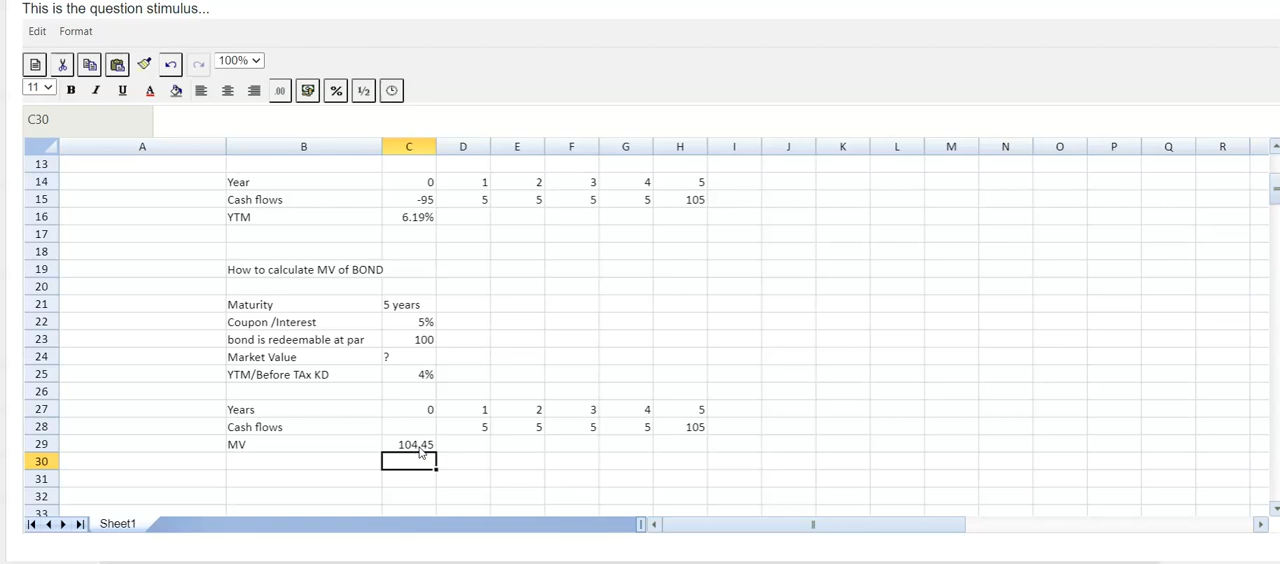 This is the question stimulus...
Edit Format
100%
11 B I U A .00 % 1/2
C30
A B C D E F G H I J K L M N O P Q R
13
14 Year 0 1 2 3 4 5
15 Cash flows -95 5 5 5 5 105
16 YTM 6.19%
17
18
19 How to calculate MV of BOND
20
21 Maturity 5 years
22 Coupon /Interest 5%
23 bond is redeemable at par 100
24 Market Value ?
25 YTM/Before TAx KD 4%
26
27 Years 0 1 2 3 4 5
28 Cash flows 5 5 5 5 105
29 MV 104.45
30
31
32
33
Sheet1